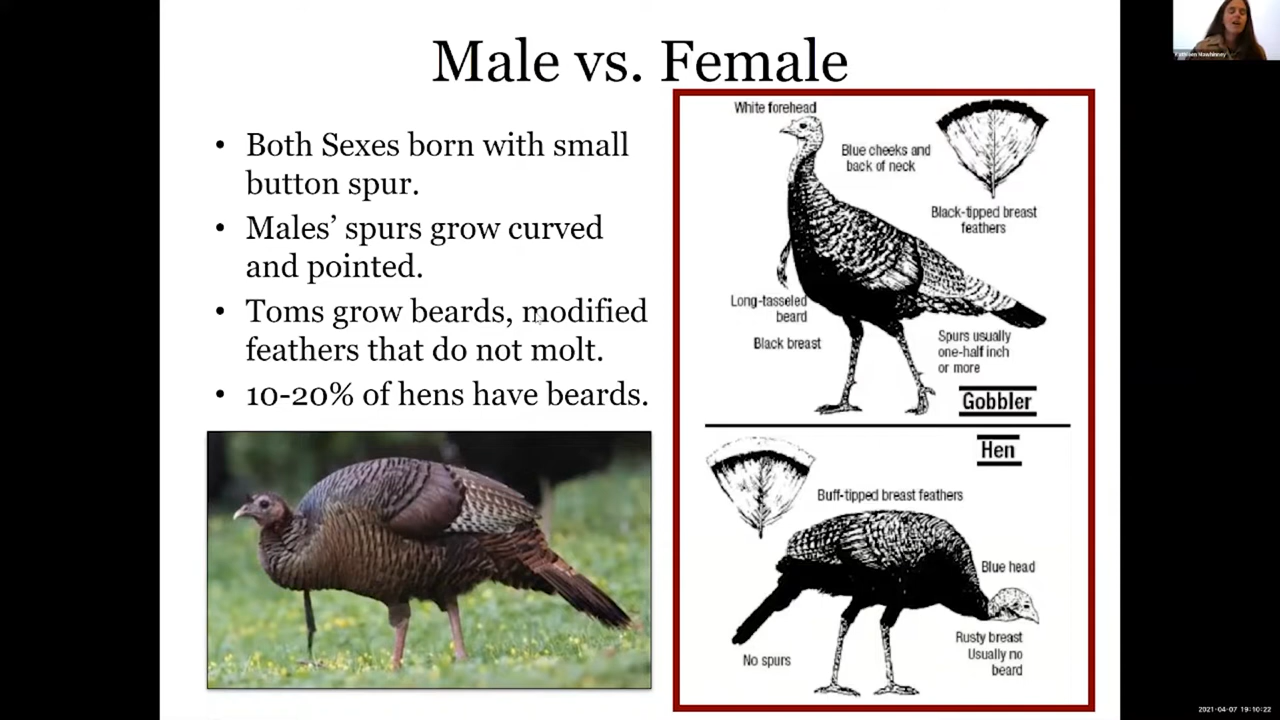 Male vs. Female
• Both Sexes born with small
button spur.
• Males’ spurs grow curved
and pointed.
• Toms grow beards, modified
feathers that do not molt.
• 10-20% of hens have beards.
White forehead
Blue cheeks and
back of neck
Black-tipped breast
feathers
Long-tasseled
beard
Black breast
Spurs usually
one-half inch
or more
Gobbler
Hen
Buff-tipped breast feathers
Blue head
Rusty breast
Usually no
beard
No spurs
Kathleen Mawhinney
2021-04-07 19:10:22